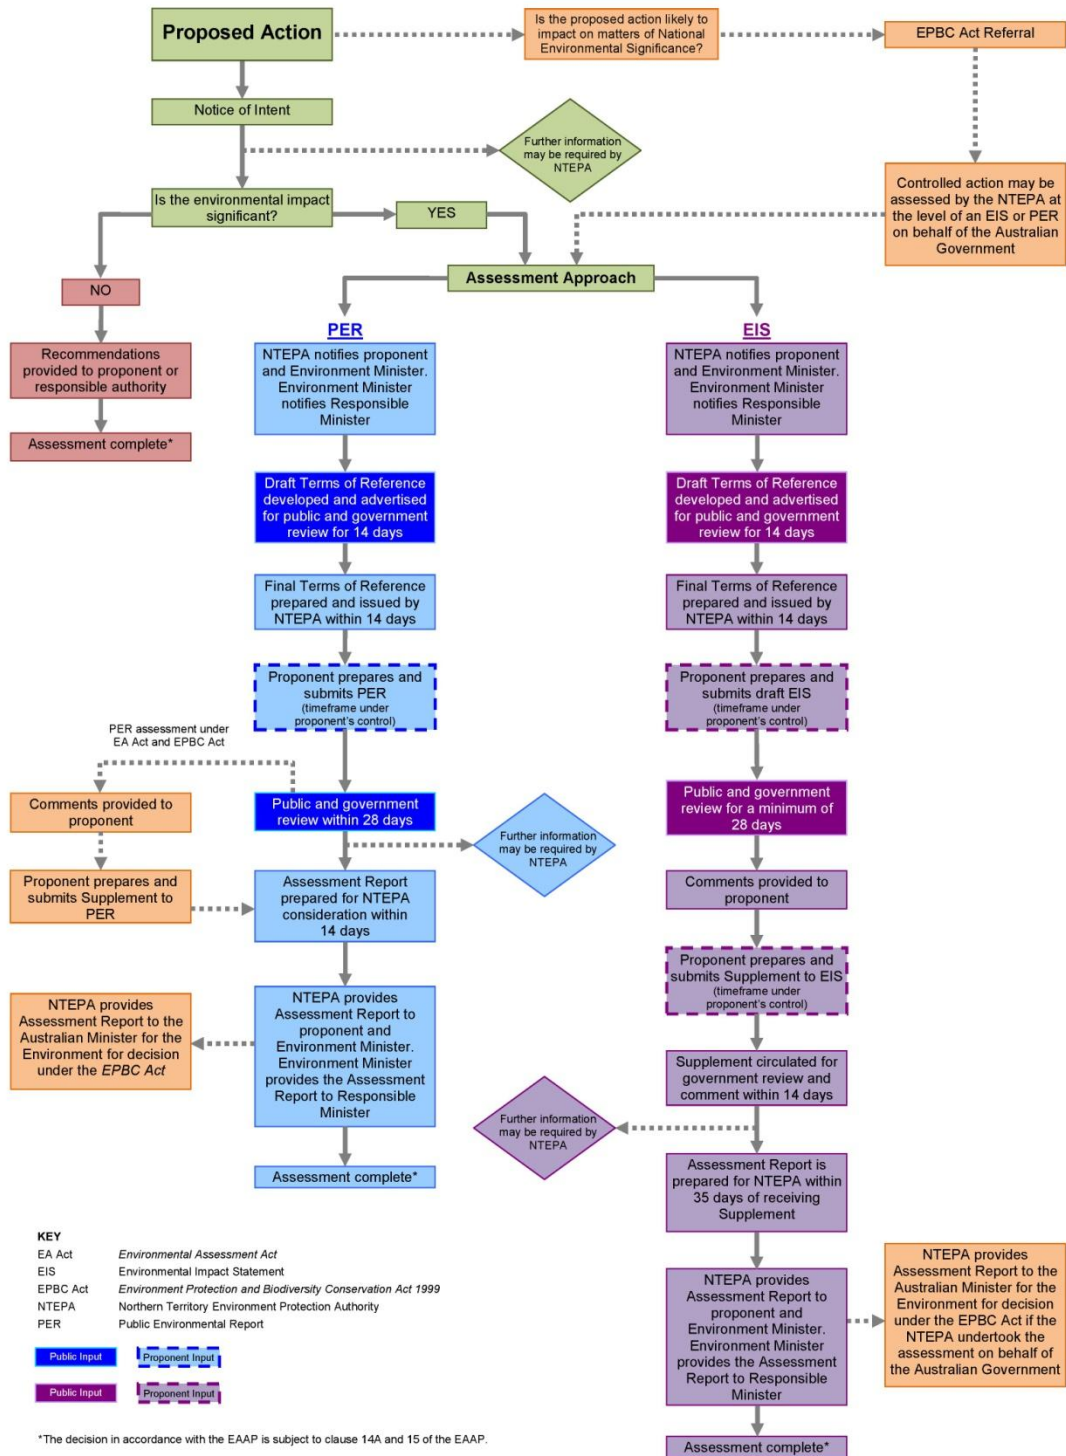 Proposed Action
Is the proposed action likely to
impact on matters of National
Environmental Significance?
EPBC Act Referral
Notice of Intent
Further information
may be required by
NTEPA
Is the environmental impact
significant?
YES
Controlled action may be
assessed by the NTEPA at
the level of an EIS or PER
on behalf of the Australian
Government
Assessment Approach
NO
Recommendations
provided to proponent or
responsible authority
Assessment complete*
PER
NTEPA notifies proponent
and Environment Minister.
Environment Minister
notifies Responsible
Minister
Draft Terms of Reference
developed and advertised
for public and government
review for 14 days
Final Terms of Reference
prepared and issued by
NTEPA within 14 days
Proponent prepares and
submits PER
(timeframe under
proponent's control)
PER assessment under
EA Act and EPBC Act
Comments provided to
proponent
Proponent prepares and
submits Supplement to
PER
Public and government
review within 28 days
Further information
may be required by
NTEPA
Assessment Report
prepared for NTEPA
consideration within
14 days
NTEPA provides
Assessment Report to
proponent and
Environment Minister.
Environment Minister
provides the Assessment
Report to Responsible
Minister
NTEPA provides
Assessment Report to the
Australian Minister for the
Environment for decision
under the EPBC Act
Assessment complete*
EIS
NTEPA notifies proponent
and Environment Minister.
Environment Minister
notifies Responsible
Minister
Draft Terms of Reference
developed and advertised
for public and government
review for 14 days
Final Terms of Reference
prepared and issued by
NTEPA within 14 days
Proponent prepares and
submits draft EIS
(timeframe under
proponent's control)
Public and government
review for a minimum of
28 days
Comments provided to
proponent
Proponent prepares and
submits Supplement to EIS
(timeframe under
proponent's control)
Supplement circulated for
government review and
comment within 14 days
Further information
may be required by
NTEPA
Assessment Report is
prepared for NTEPA within
35 days of receiving
Supplement
NTEPA provides
Assessment Report to
proponent and
Environment Minister.
Environment Minister
provides the Assessment
Report to Responsible
Minister
NTEPA provides
Assessment Report to the
Australian Minister for the
Environment for decision
under the EPBC Act if the
NTEPA undertook the
assessment on behalf of
the Australian Government
Assessment complete*
KEY
EA Act Environmental Assessment Act
EIS Environmental Impact Statement
EPBC Act Environment Protection and Biodiversity Conservation Act 1999
NTEPA Northern Territory Environment Protection Authority
PER Public Environmental Report
Public Input Proponent Input
Public Input Proponent Input
*The decision in accordance with the EAAP is subject to clause 14A and 15 of the EAAP.